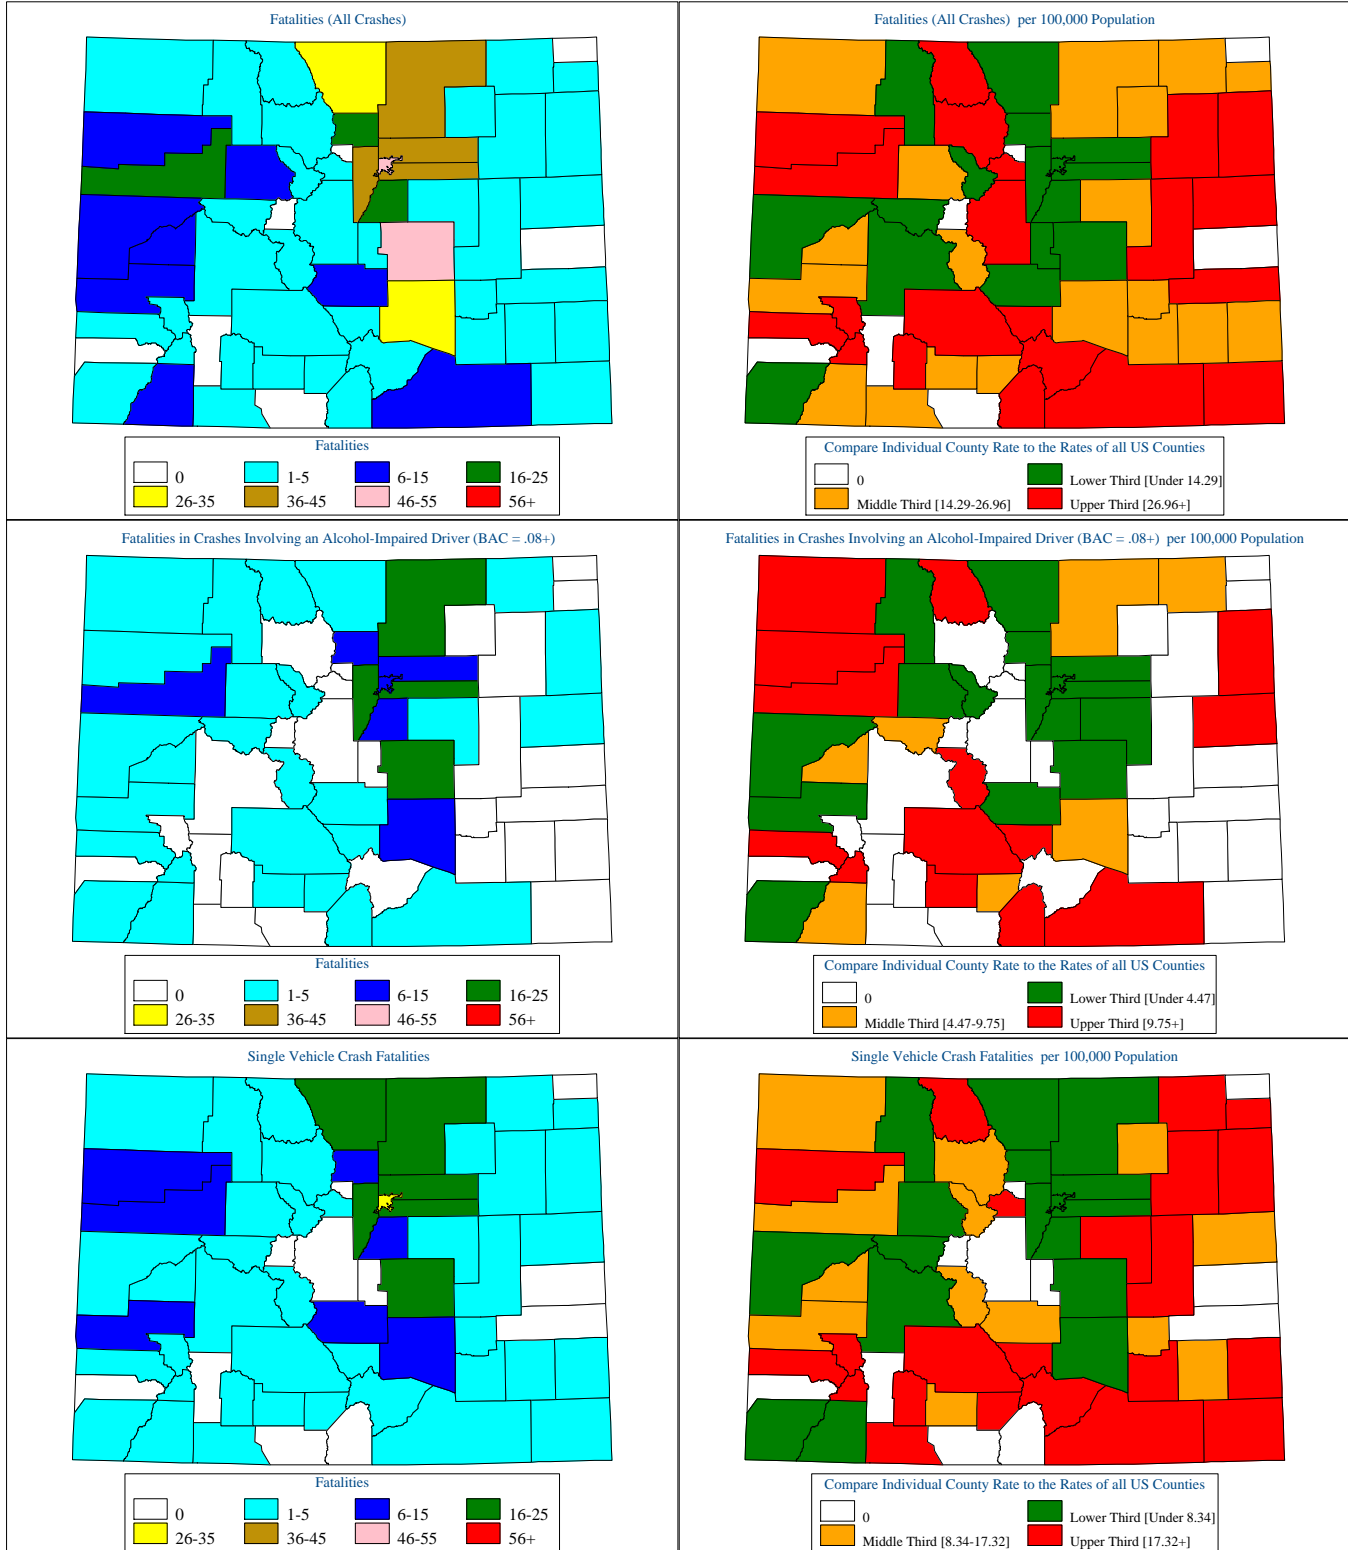 Fatalities (All Crashes)
Fatalities
0
1-5
6-15
16-25
26-35
36-45
46-55
56+
Fatalities (All Crashes) per 100,000 Population
Compare Individual County Rate to the Rates of all US Counties
0
Lower Third [Under 14.29]
Middle Third [14.29-26.96]
Upper Third [26.96+]
Fatalities in Crashes Involving an Alcohol-Impaired Driver (BAC = .08+)
Fatalities
0
1-5
6-15
16-25
26-35
36-45
46-55
56+
Fatalities in Crashes Involving an Alcohol-Impaired Driver (BAC = .08+) per 100,000 Population
Compare Individual County Rate to the Rates of all US Counties
0
Lower Third [Under 4.47]
Middle Third [4.47-9.75]
Upper Third [9.75+]
Single Vehicle Crash Fatalities
Fatalities
0
1-5
6-15
16-25
26-35
36-45
46-55
56+
Single Vehicle Crash Fatalities per 100,000 Population
Compare Individual County Rate to the Rates of all US Counties
0
Lower Third [Under 8.34]
Middle Third [8.34-17.32]
Upper Third [17.32+]